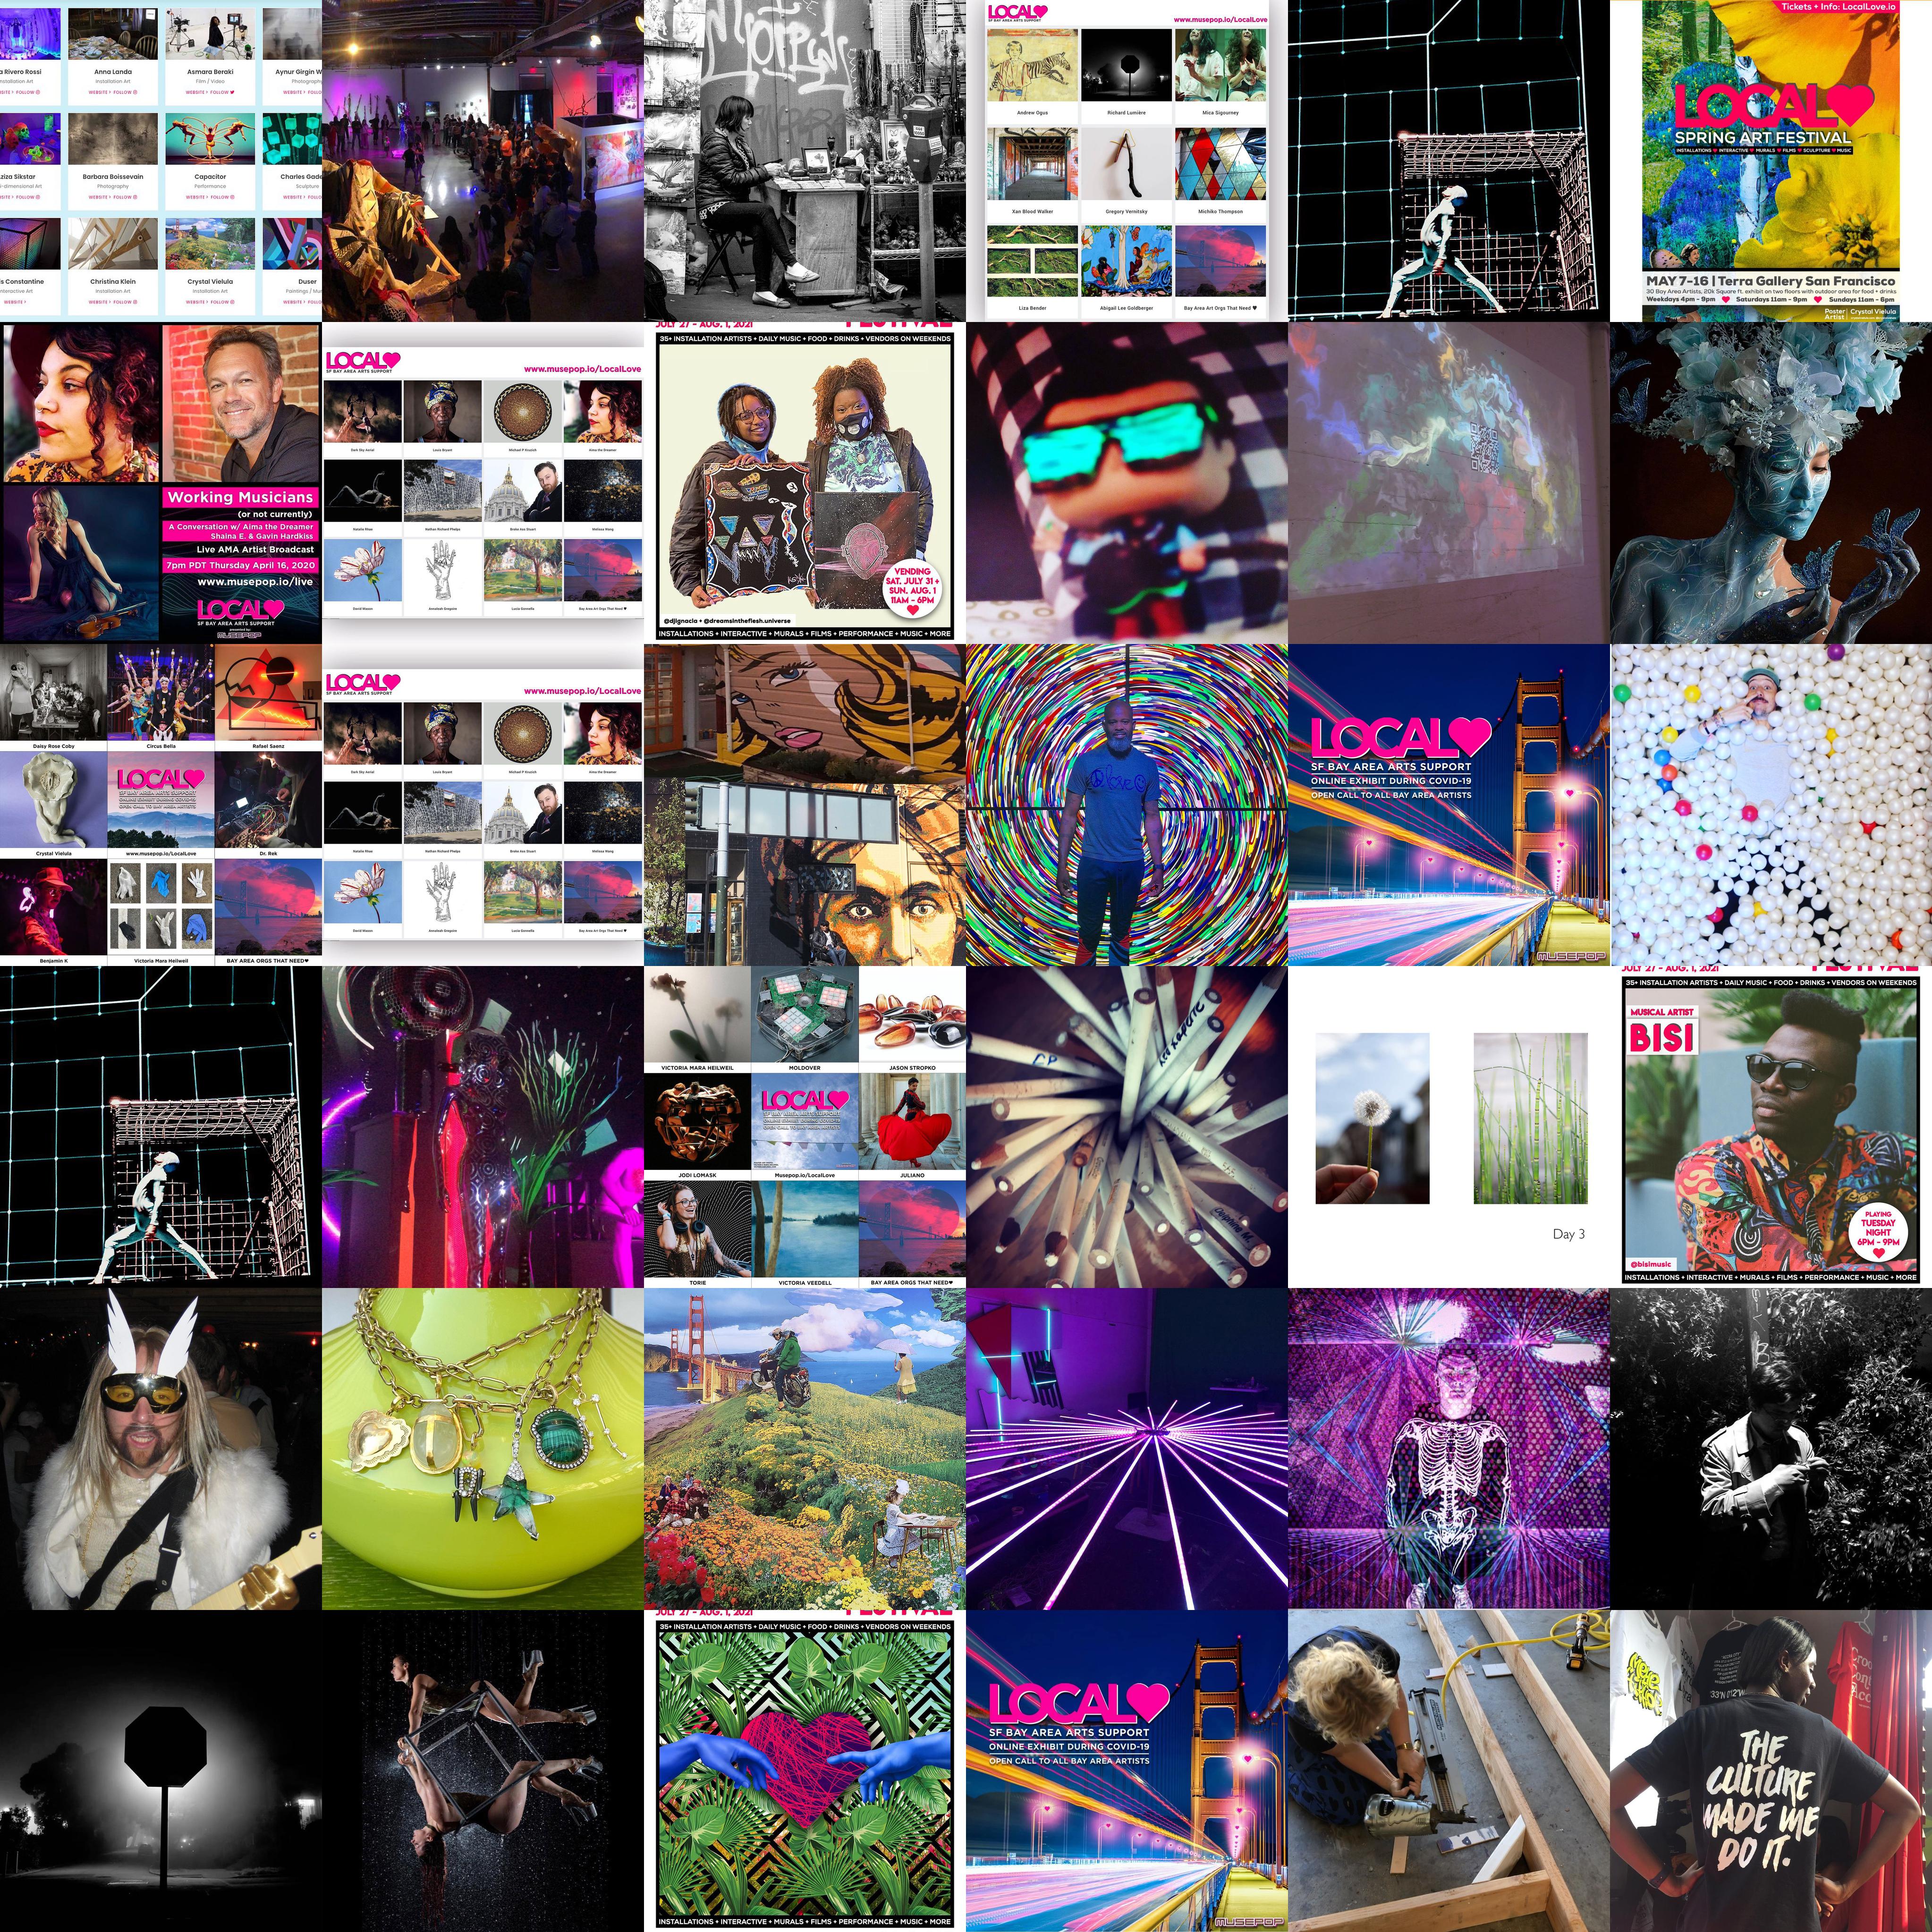 a Rivero Rossi
Installation Art
WEBSITE FOLLOW
Anna Landa
Installation Art
WEBSITE FOLLOW
Asmara Beraki
Film / Video
WEBSITE FOLLOW
Aynur Girgin W
Photography
WEBSITE FOLLOW
ziza Sikstar
i-dimensional Art
WEBSITE FOLLOW
Barbara Boissevain
Photography
WEBSITE FOLLOW
Capacitor
Performance
WEBSITE FOLLOW
Charles Gade
Sculpture
WEBSITE FOLLOW
s Constantine
Interactive Art
WEBSITE
Christina Klein
Installation Art
WEBSITE FOLLOW
Crystal Vielula
Installation Art
WEBSITE FOLLOW
Duser
Paintings / Mu
WEBSITE FOLLOW
LOCAL
SF BAY AREA ARTS SUPPORT
www.musepop.io/LocalLove
Andrew Ogus
Richard Lumière
Mica Sigourney
Xan Blood Walker
Gregory Vernitsky
Michiko Thompson
Liza Bender
Abigail Lee Goldberger
Bay Area Art Orgs That Need
Tickets + Info: LocalLove.io
LOCAL
SPRING ART FESTIVAL
INSTALLATIONS INTERACTIVE MURALS FILMS SCULPTURE MUSIC
MAY 7-16 | Terra Gallery San Francisco
30 Bay Area Artists, 20k Square ft. exhibit on two floors with outdoor area for food + drinks
Weekdays 4pm - 9pm Saturdays 11am - 9pm Sundays 11am - 6pm
Poster Artist | Crystal Vielula
Working Musicians
(or not currently)
A Conversation w/ Aima the Dreamer
Shaina E. & Gavin Hardkiss
Live AMA Artist Broadcast
7pm PDT Thursday April 16, 2020
www.musepop.io/live
LOCAL
SF BAY AREA ARTS SUPPORT
presented by:
MUSEPOP
LOCAL
SF BAY AREA ARTS SUPPORT
www.musepop.io/LocalLove
Dark Sky Aerial
Louis Bryant
Michael P Kruzich
Aima the Dreamer
Natalia Rhae
Nathan Richard Phelps
Broke Ass Stuart
Melissa Wang
David Mason
Annaleah Gregoire
Lucia Gonnella
Bay Area Art Orgs That Need
JULY 27 - AUG. 1, 2021
FESTIVAL
35+ INSTALLATION ARTISTS + DAILY MUSIC + FOOD + DRINKS + VENDORS ON WEEKENDS
VENDING
SAT. JULY 31 +
SUN. AUG. 1
11AM - 6PM
@djignacia + @dreamsintheflesh.universe
INSTALLATIONS + INTERACTIVE + MURALS + FILMS + PERFORMANCE + MUSIC + MORE
Daisy Rose Coby
Circus Bella
Rafael Saenz
LOCAL
SF BAY AREA ARTS SUPPORT
ONLINE EXHIBIT DURING COVID-19
OPEN CALL TO BAY AREA ARTISTS
Crystal Vielula
www.musepop.io/LocalLove
Dr. Rek
Benjamin K
Victoria Mara Heilweil
BAY AREA ORGS THAT NEED
LOCAL
SF BAY AREA ARTS SUPPORT
www.musepop.io/LocalLove
Dark Sky Aerial
Louis Bryant
Michael P Kruzich
Aima the Dreamer
Natalia Rhae
Nathan Richard Phelps
Broke Ass Stuart
Melissa Wang
David Mason
Annaleah Gregoire
Lucia Gonnella
Bay Area Art Orgs That Need
LOCAL
SF BAY AREA ARTS SUPPORT
ONLINE EXHIBIT DURING COVID-19
OPEN CALL TO ALL BAY AREA ARTISTS
MUSEPOP
VICTORIA MARA HEILWEIL
MOLDOVER
JASON STROPKO
LOCAL
SF BAY AREA ARTS SUPPORT
ONLINE EXHIBIT DURING COVID-19
OPEN CALL TO BAY AREA ARTISTS
JODI LOMASK
Musepop.io/LocalLove
JULIANO
TORIE
VICTORIA VEEDELL
BAY AREA ORGS THAT NEED
Day 3
JULY 27 - AUG. 1, 2021
FESTIVAL
35+ INSTALLATION ARTISTS + DAILY MUSIC + FOOD + DRINKS + VENDORS ON WEEKENDS
MUSICAL ARTIST
BISI
PLAYING
TUESDAY
NIGHT
6PM - 9PM
@bisimusic
INSTALLATIONS + INTERACTIVE + MURALS + FILMS + PERFORMANCE + MUSIC + MORE
JULY 27 - AUG. 1, 2021
FESTIVAL
35+ INSTALLATION ARTISTS + DAILY MUSIC + FOOD + DRINKS + VENDORS ON WEEKENDS
INSTALLATIONS + INTERACTIVE + MURALS + FILMS + PERFORMANCE + MUSIC + MORE
LOCAL
SF BAY AREA ARTS SUPPORT
ONLINE EXHIBIT DURING COVID-19
OPEN CALL TO ALL BAY AREA ARTISTS
MUSEPOP
33'N 012'W
THE
CULTURE
MADE ME
DO IT.